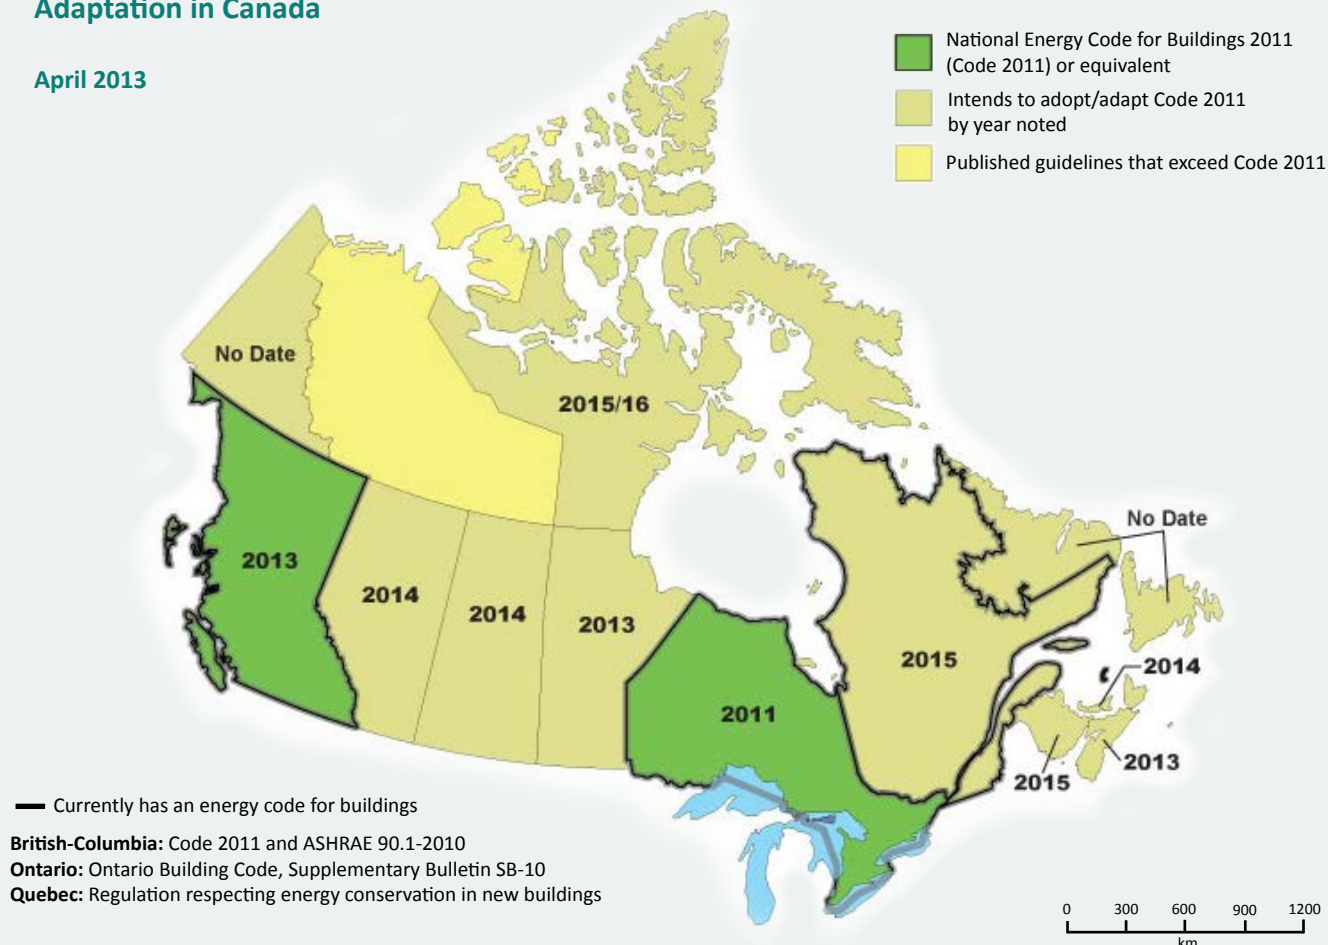 Adaptation in Canada
April 2013
National Energy Code for Buildings 2011
(Code 2011) or equivalent
Intends to adopt/adapt Code 2011
by year noted
Published guidelines that exceed Code 2011
No Date
2015/16
No Date
2013
2014
2014
2013
2015
2014
2011
2013
2015
Currently has an energy code for buildings
British-Columbia: Code 2011 and ASHRAE 90.1-2010
Ontario: Ontario Building Code, Supplementary Bulletin SB-10
Quebec: Regulation respecting energy conservation in new buildings
0 300 600 900 1200
km